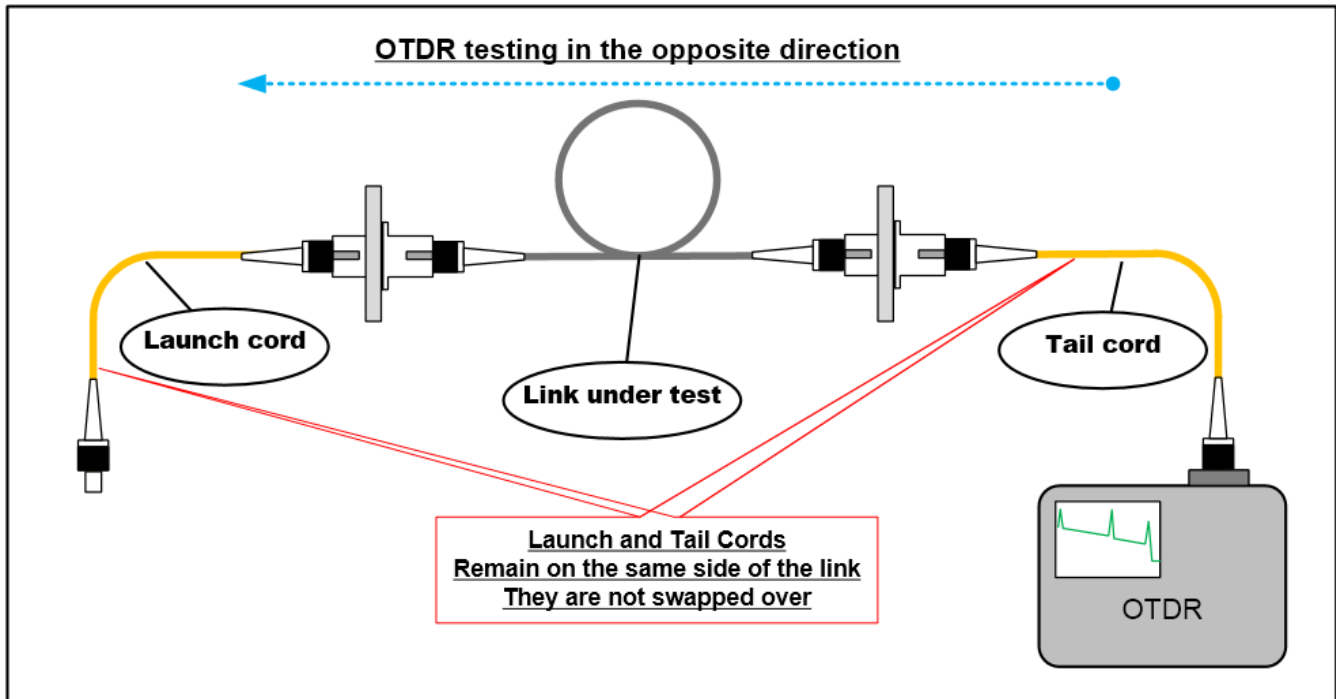 OTDR testing in the opposite direction
Launch cord
Link under test
Tail cord
Launch and Tail Cords
Remain on the same side of the link
They are not swapped over
OTDR